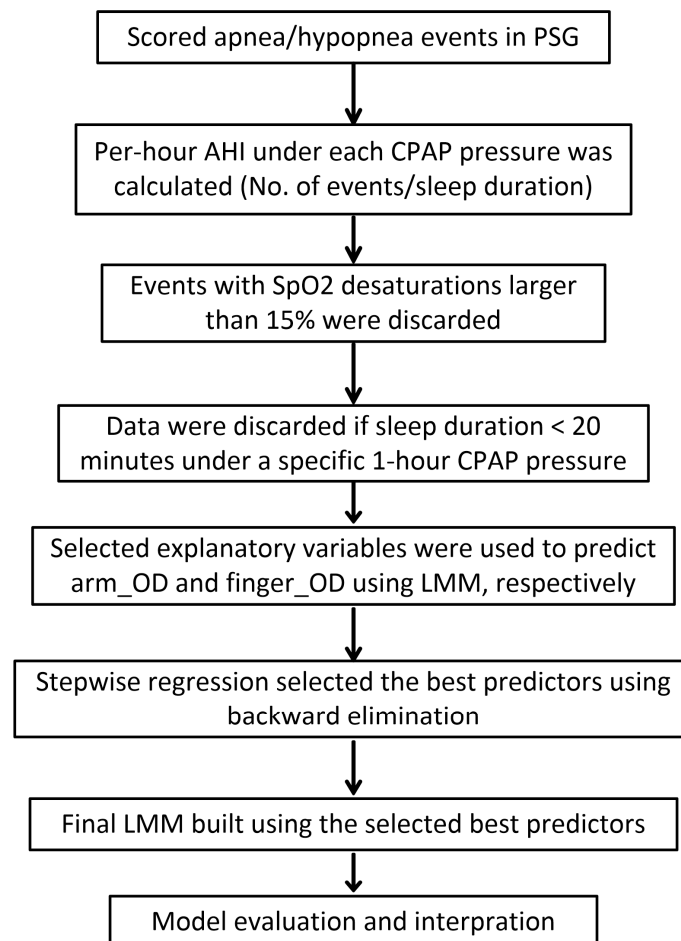 Scored apnea/hypopnea events in PSG
Per-hour AHI under each CPAP pressure was
calculated (No. of events/sleep duration)
Events with SpO2 desaturations larger
than 15% were discarded
Data were discarded if sleep duration < 20
minutes under a specific 1-hour CPAP pressure
Selected explanatory variables were used to predict
arm_OD and finger_OD using LMM, respectively
Stepwise regression selected the best predictors using
backward elimination
Final LMM built using the selected best predictors
Model evaluation and interpration